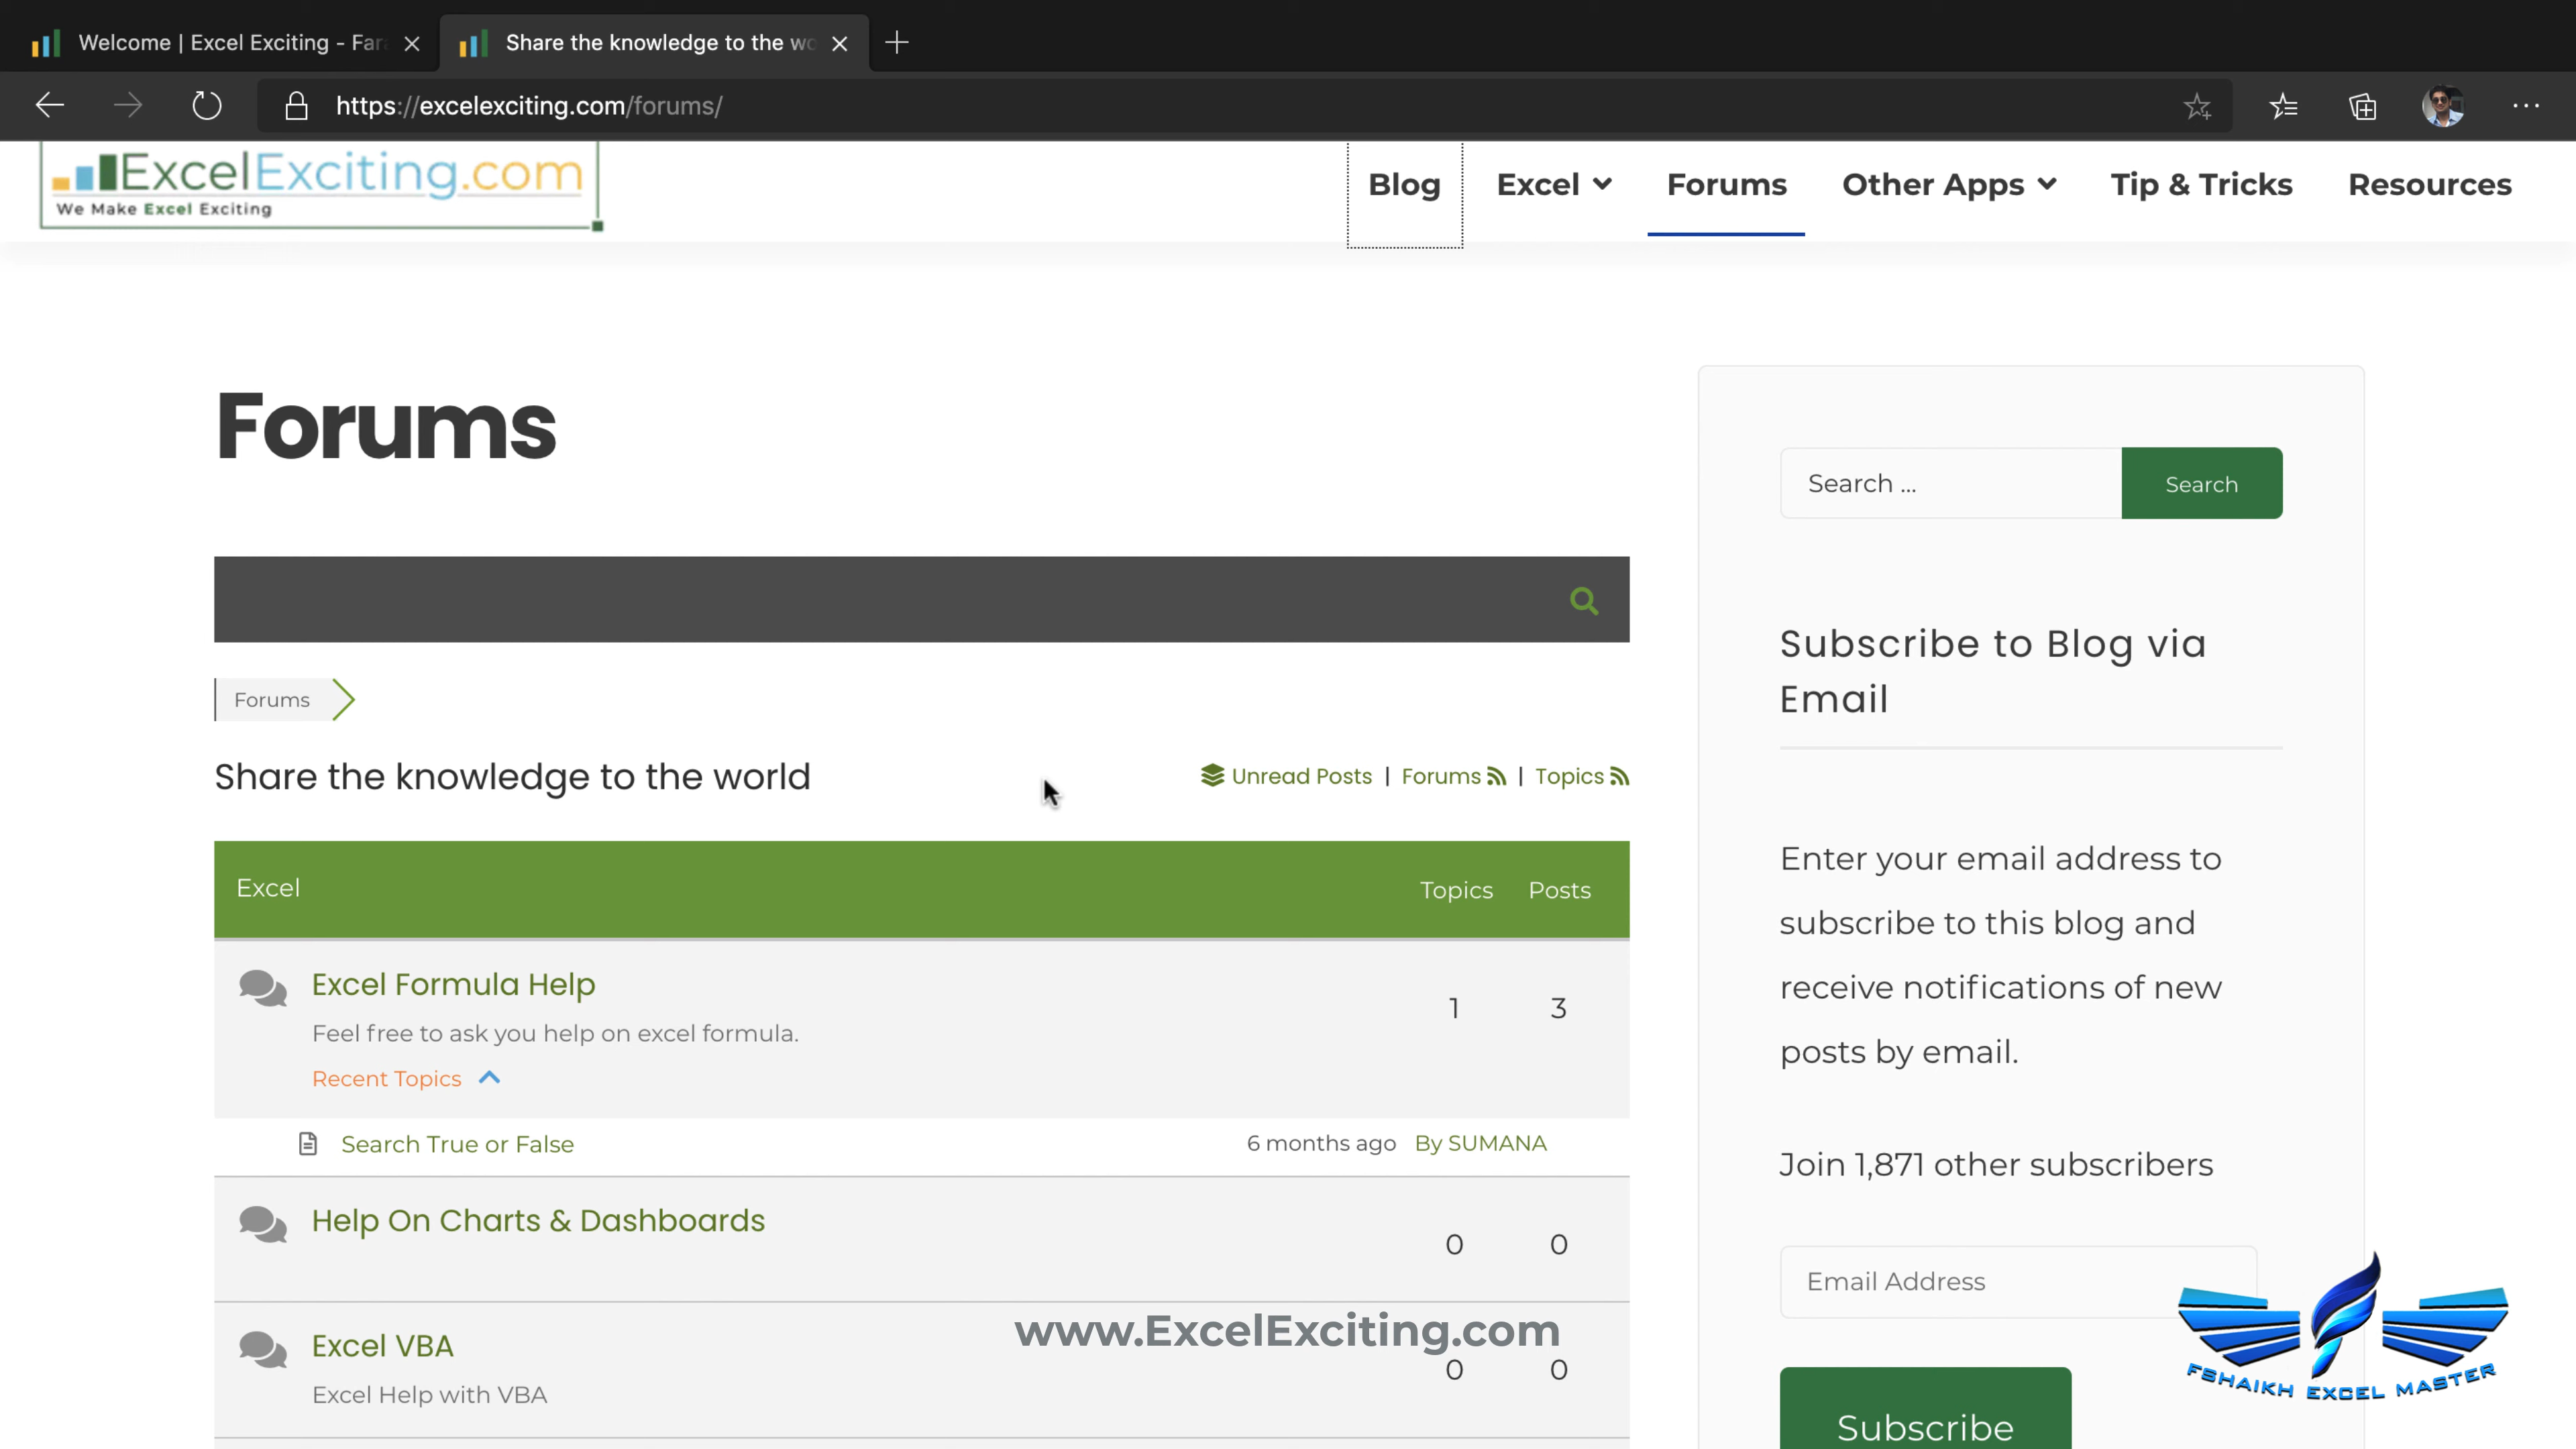 Welcome | Excel Exciting - Far
Share the knowledge to the wo
https://excelexciting.com/forums/
ExcelExciting.com
We Make Excel Exciting
Blog
Excel
Forums
Other Apps
Tip & Tricks
Resources
Forums
Search ...
Search
Forums
Share the knowledge to the world
Unread Posts | Forums | Topics
Subscribe to Blog via
Email
Excel
Topics
Posts
Excel Formula Help
1
3
Feel free to ask you help on excel formula.
Recent Topics
Search True or False
6 months ago
By SUMANA
Help On Charts & Dashboards
0
0
Excel VBA
0
0
Excel Help with VBA
Enter your email address to
subscribe to this blog and
receive notifications of new
posts by email.
Join 1,871 other subscribers
Email Address
Subscribe
www.ExcelExciting.com
FSHAIKH EXCEL MASTER